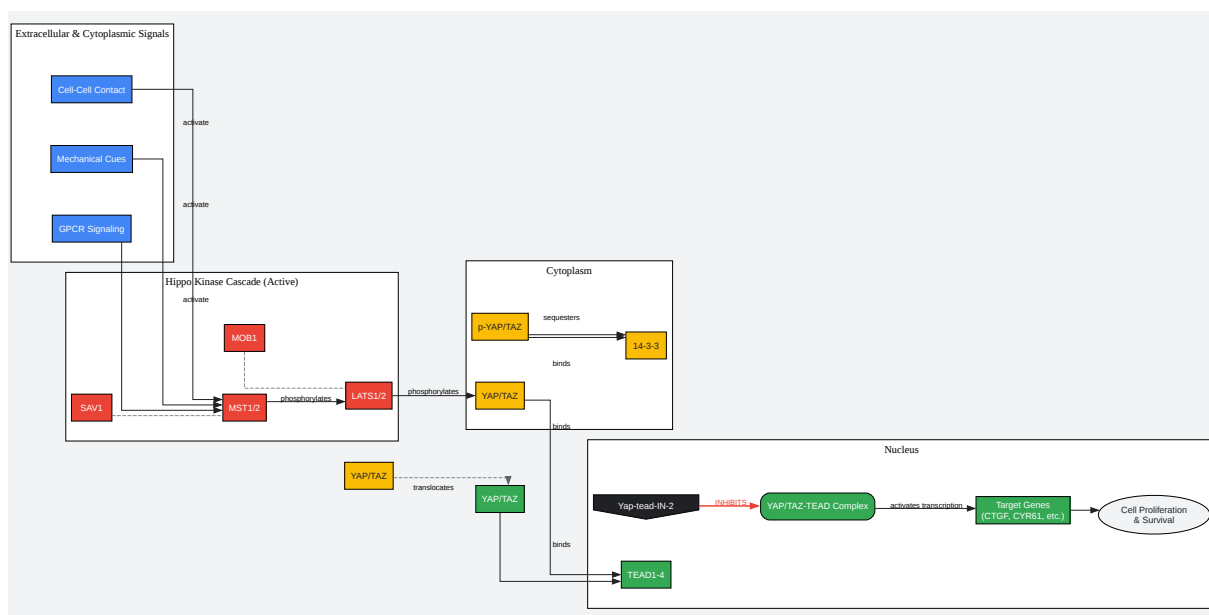 Extracellular & Cytoplasmic Signals
Cell-Cell Contact
activate
Mechanical Cues
activate
GPCR Signaling
Hippo Kinase Cascade (Active)
activate
MOB1
SAV1
MST1/2
phosphorylates
LATS1/2
phosphorylates
Cytoplasm
p-YAP/TAZ
sequesters
14-3-3
binds
YAP/TAZ
binds
YAP/TAZ
translocates
YAP/TAZ
binds
TEAD1-4
Nucleus
Yap-tead-IN-2
INHIBITS
YAP/TAZ-TEAD Complex
activates transcription
Target Genes
(CTGF, CYR61, etc.)
Cell Proliferation
& Survival